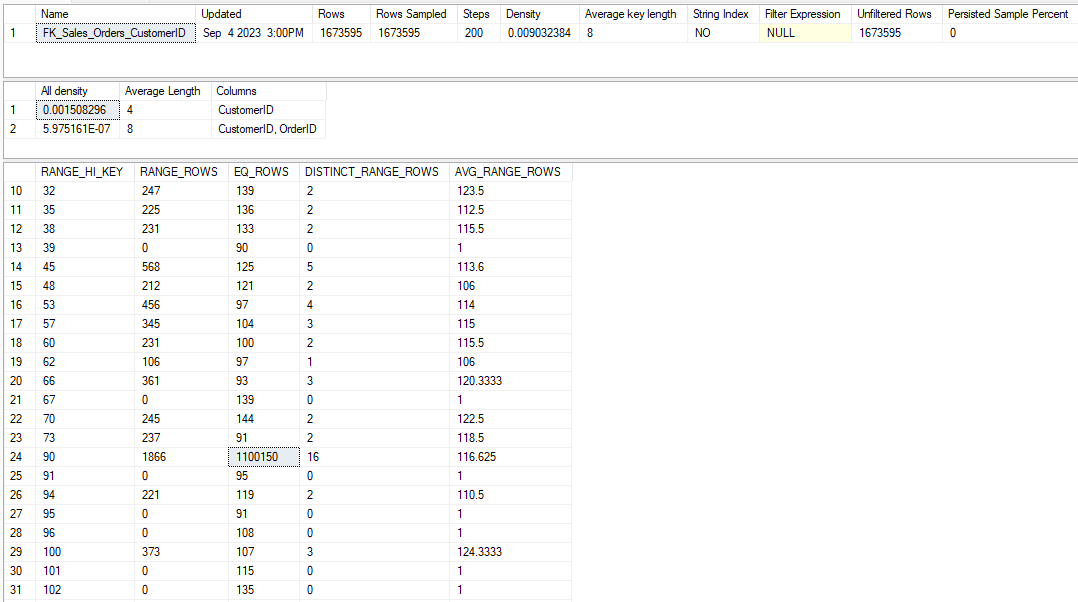 Name Updated Rows Rows Sampled Steps Density Average key length String Index Filter Expression Unfiltered Rows Persisted Sample Percent
1 FK_Sales_Orders_CustomerID Sep 4 2023 3:00PM 1673595 1673595 200 0.009032384 8 NO NULL 1673595 0
All density Average Length Columns
1 0.001508296 4 CustomerID
2 5.975161E-07 8 CustomerID, OrderID
RANGE_HI_KEY RANGE_ROWS EQ_ROWS DISTINCT_RANGE_ROWS AVG_RANGE_ROWS
10 32 247 139 2 123.5
11 35 225 136 2 112.5
12 38 231 133 2 115.5
13 39 0 90 0 1
14 45 568 125 5 113.6
15 48 212 121 2 106
16 53 456 97 4 114
17 57 345 104 3 115
18 60 231 100 2 115.5
19 62 106 97 1 106
20 66 361 93 3 120.3333
21 67 0 139 0 1
22 70 245 144 2 122.5
23 73 237 91 2 118.5
24 90 1866 1100150 16 116.625
25 91 0 95 0 1
26 94 221 119 2 110.5
27 95 0 91 0 1
28 96 0 108 0 1
29 100 373 107 3 124.3333
30 101 0 115 0 1
31 102 0 135 0 1